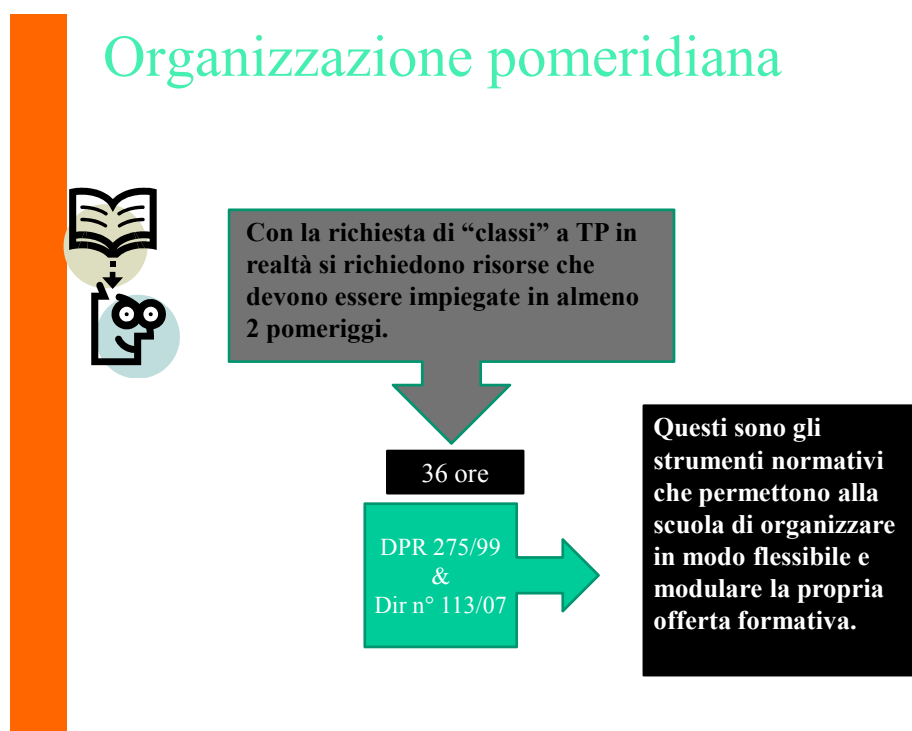 Organizzazione pomeridiana
Con la richiesta di “classi” a TP in
realtà si richiedono risorse che
devono essere impiegate in almeno
2 pomeriggi.
36 ore
DPR 275/99
&
Dir n° 113/07
Questi sono gli
strumenti normativi
che permettono alla
scuola di organizzare
in modo flessibile e
modulare la propria
offerta formativa.